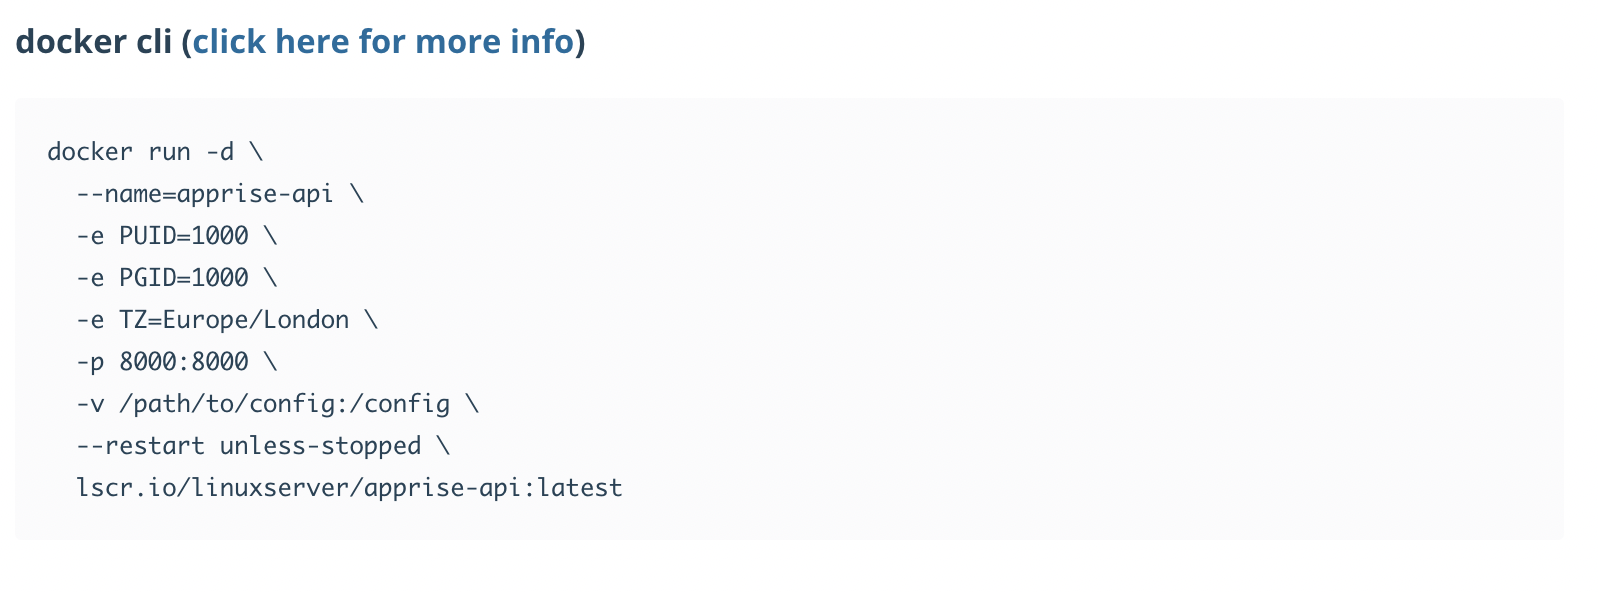 docker cli (click here for more info)
docker run -d \
  --name=apprise-api \
  -e PUID=1000 \
  -e PGID=1000 \
  -e TZ=Europe/London \
  -p 8000:8000 \
  -v /path/to/config:/config \
  --restart unless-stopped \
  lscr.io/linuxserver/apprise-api:latest